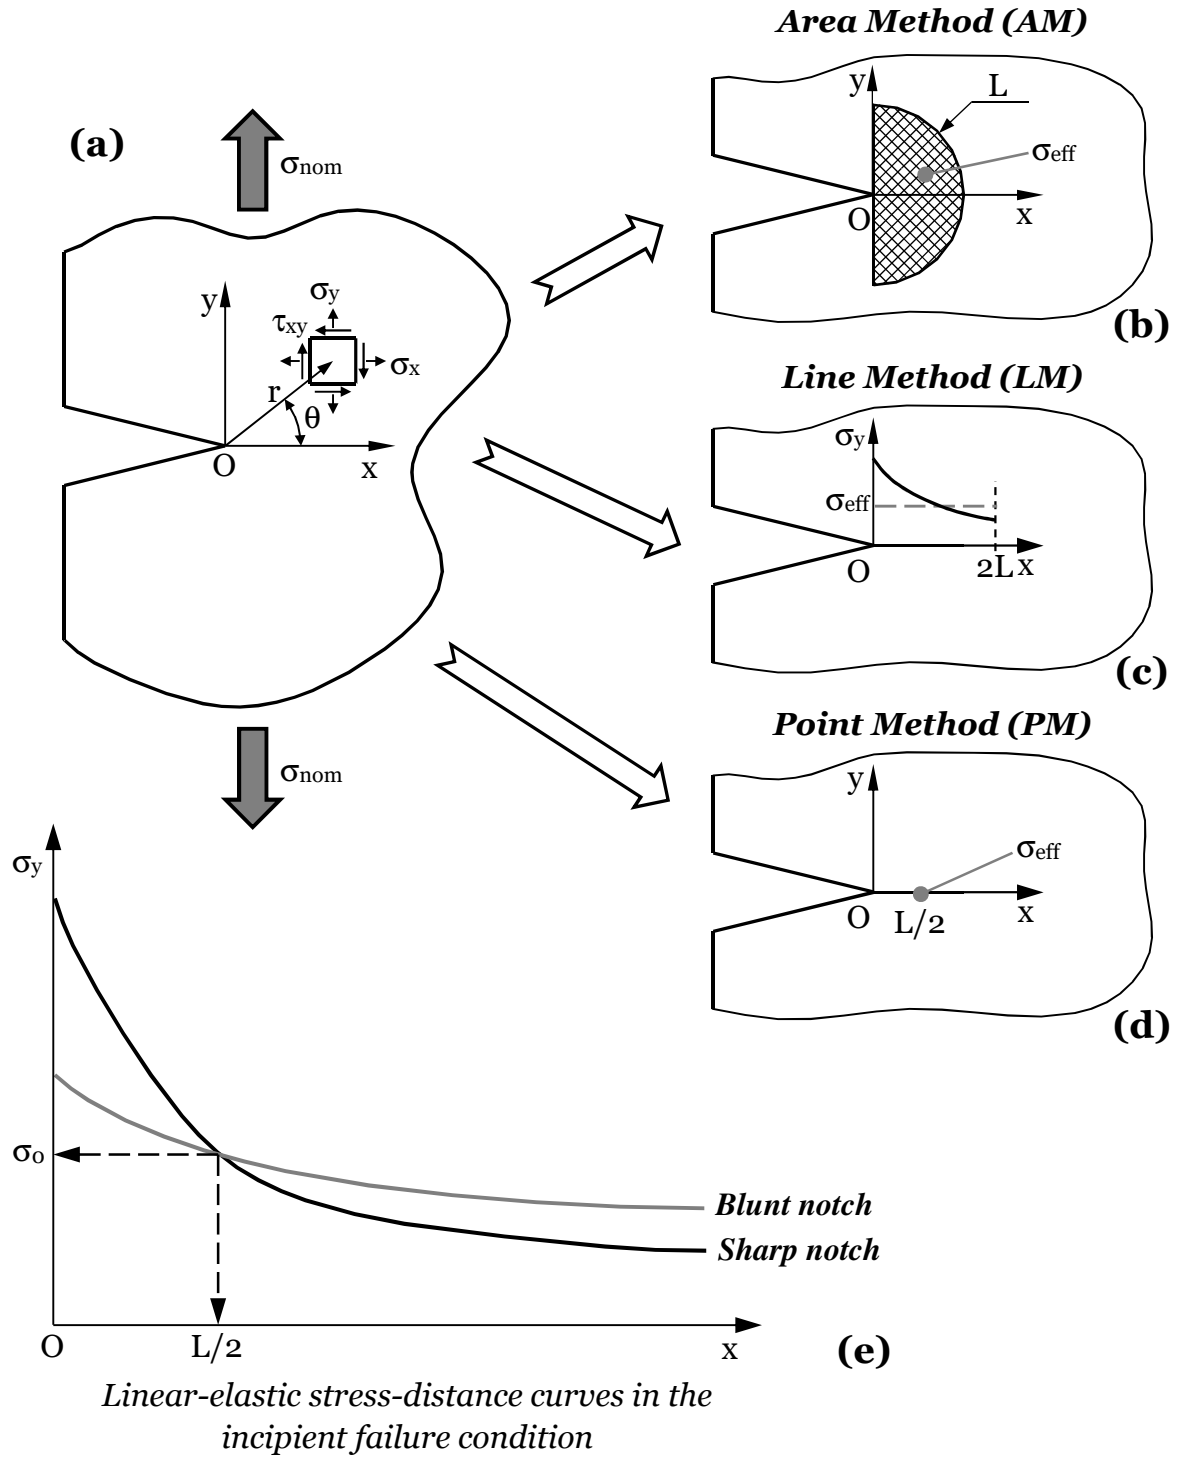 (a)
σnom
y
σy
τxy
σx
r
θ
O
x
σnom
Area Method (AM)
y
L
σeff
O
x
(b)
Line Method (LM)
σy
σeff
O
2L
x
(c)
Point Method (PM)
y
σeff
O
L/2
x
(d)
σy
σ0
Blunt notch
Sharp notch
O
L/2
x
(e)
Linear-elastic stress-distance curves in the
incipient failure condition